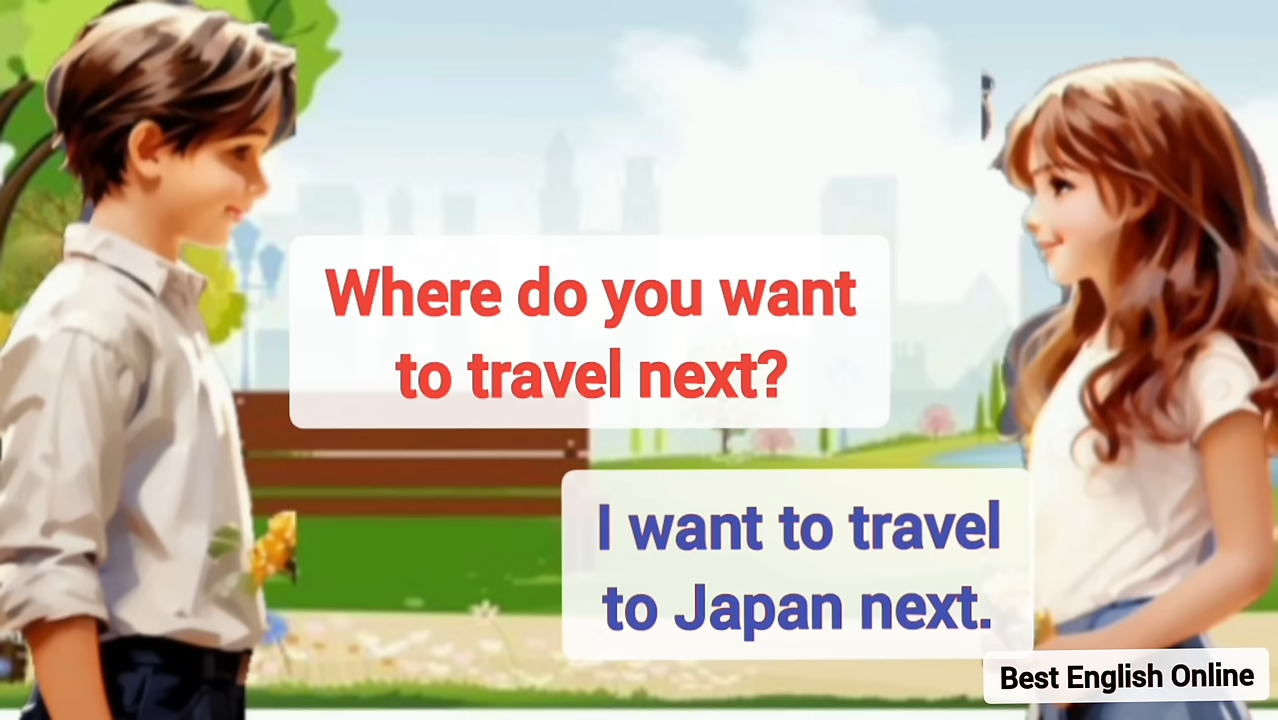 Where do you want
to travel next?
I want to travel
to Japan next.
Best English Online